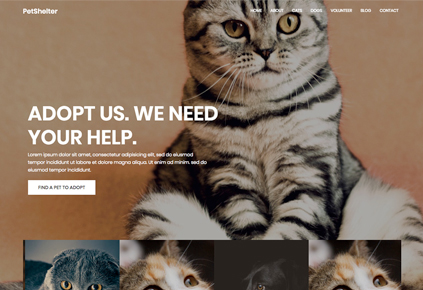 PetShelter
HOME ABOUT CATS DOGS VOLUNTEER BLOG CONTACT
ADOPT US. WE NEED
YOUR HELP.
Lorem ipsum dolor sit amet, consectetur adipisicing elit, sed do eiusmod
tempor incididunt ut labore et dolore magna aliqua. Ut enim ad minim. sed do
eiusmod tempor incididunt.
FIND A PET TO ADOPT